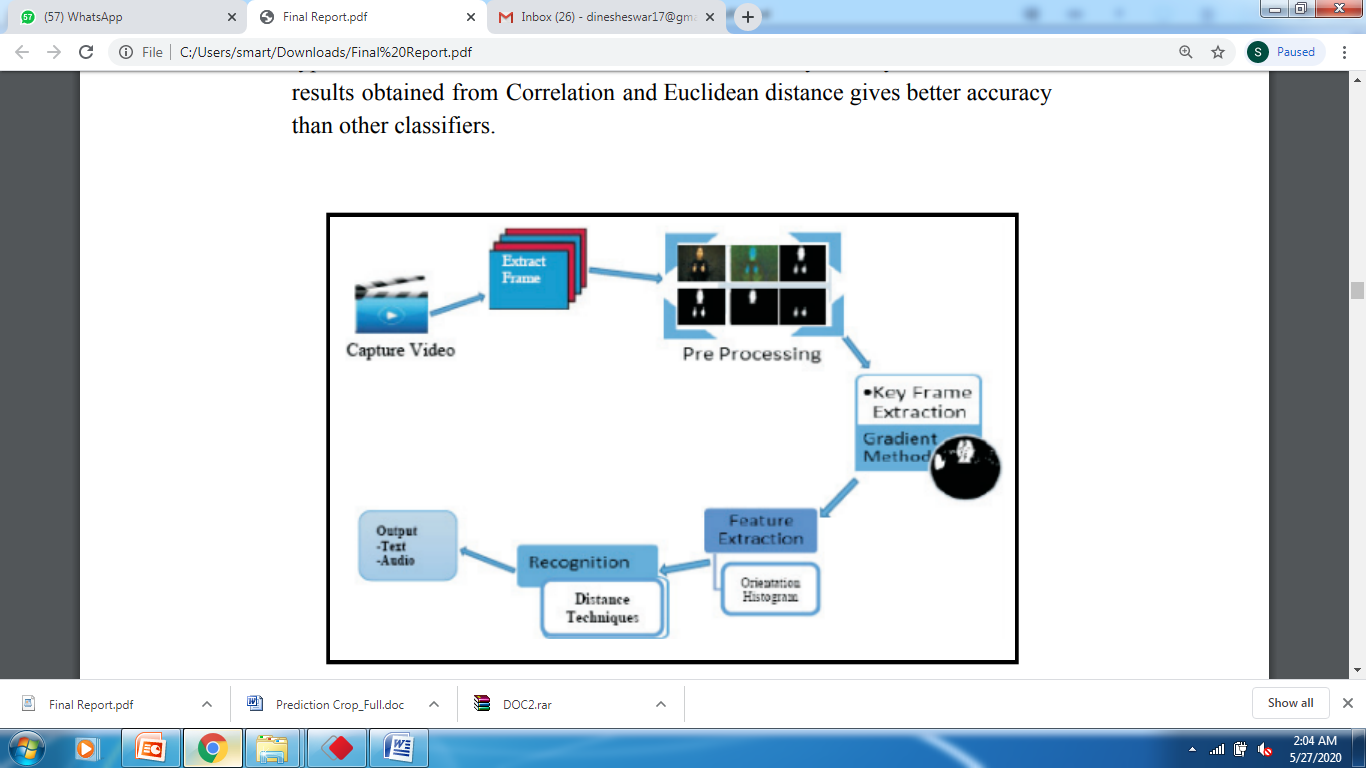 (57) WhatsApp
Final Report.pdf
Inbox (26) - dinesheswar17@gma
File
C:/Users/smart/Downloads/Final%20Report.pdf
S
Paused
results obtained from Correlation and Euclidean distance gives better accuracy
than other classifiers.
Extract
Frame
Capture Video
Pre Processing
•Key Frame
Extraction
Gradient
Method
Feature
Extraction
Orientation
Histogram
Recognition
Distance
Techniques
Output
-Text
-Audio
Final Report.pdf
Prediction Crop_Full.doc
DOC2.rar
Show all
2:04 AM
5/27/2020